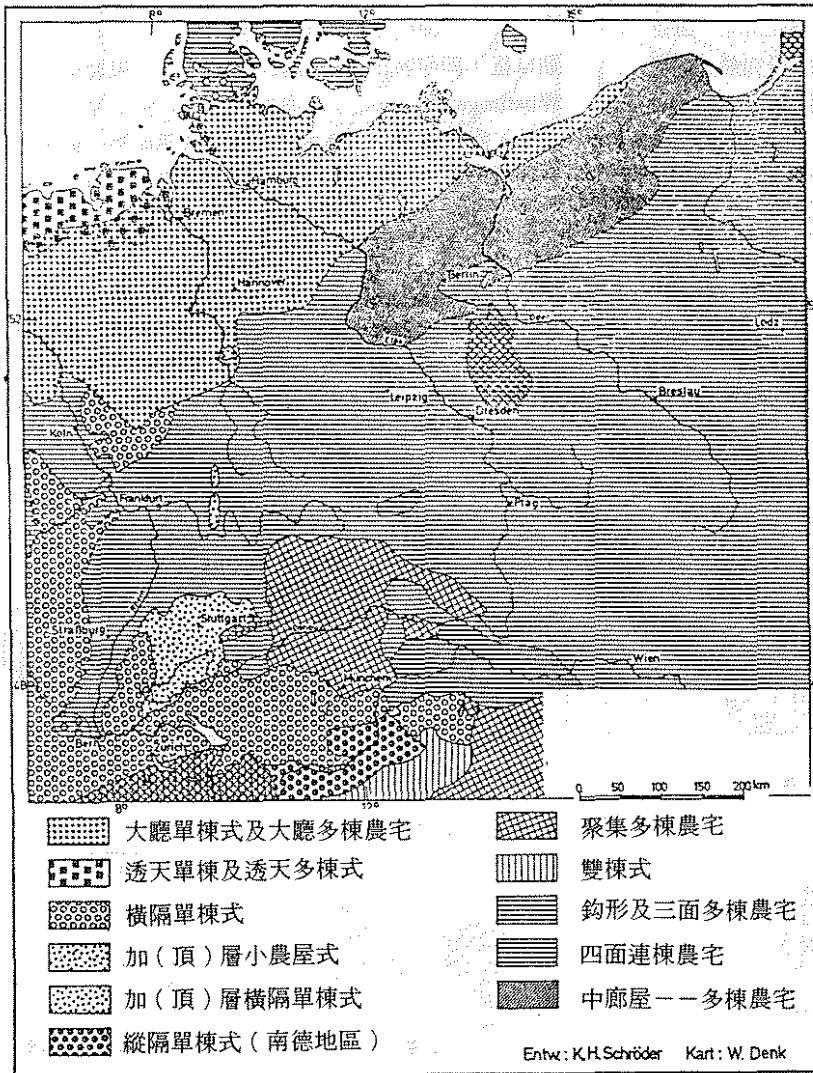 8° 12° 15°
Hamburg
Bremen
Hannover
Berlin
Oder
52
Lodz
Leipzig
Breslau
Dresden
Köln
Frankfurt
Prag
Stuttgart
Straßburg
Wien
48
München
Bern
Zürich
8° 12°
0 50 100 150 200 km
大廳單棟式及大廳多棟農宅
透天單棟及透天多棟式
橫隔單棟式
加(頂)層小農屋式
加(頂)層橫隔單棟式
縱隔單棟式(南德地區)
聚集多棟農宅
雙棟式
鈎形及三面多棟農宅
四面連棟農宅
中廊屋——多棟農宅
Entw.: K.H. Schröder Kart: W. Denk